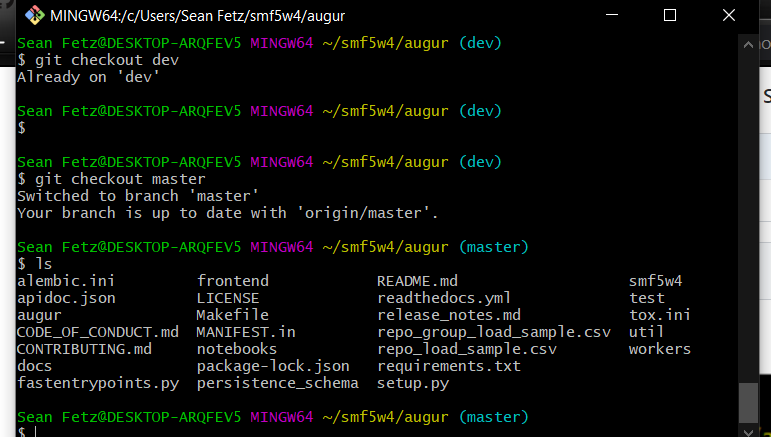 MINGW64:/c/Users/Sean Fetz/smf5w4/augur
Sean Fetz@DESKTOP-ARQFEV5 MINGW64 ~/smf5w4/augur (dev)
$ git checkout dev
Already on 'dev'
Sean Fetz@DESKTOP-ARQFEV5 MINGW64 ~/smf5w4/augur (dev)
$
Sean Fetz@DESKTOP-ARQFEV5 MINGW64 ~/smf5w4/augur (dev)
$ git checkout master
Switched to branch 'master'
Your branch is up to date with 'origin/master'.
Sean Fetz@DESKTOP-ARQFEV5 MINGW64 ~/smf5w4/augur (master)
$ ls
alembic.ini frontend README.md smf5w4
apidoc.json LICENSE readthedocs.yml test
augur Makefile release_notes.md tox.ini
CODE_OF_CONDUCT.md MANIFEST.in repo_group_load_sample.csv util
CONTRIBUTING.md notebooks repo_load_sample.csv workers
docs package-lock.json requirements.txt
fastentrypoints.py persistence_schema setup.py
Sean Fetz@DESKTOP-ARQFEV5 MINGW64 ~/smf5w4/augur (master)
$